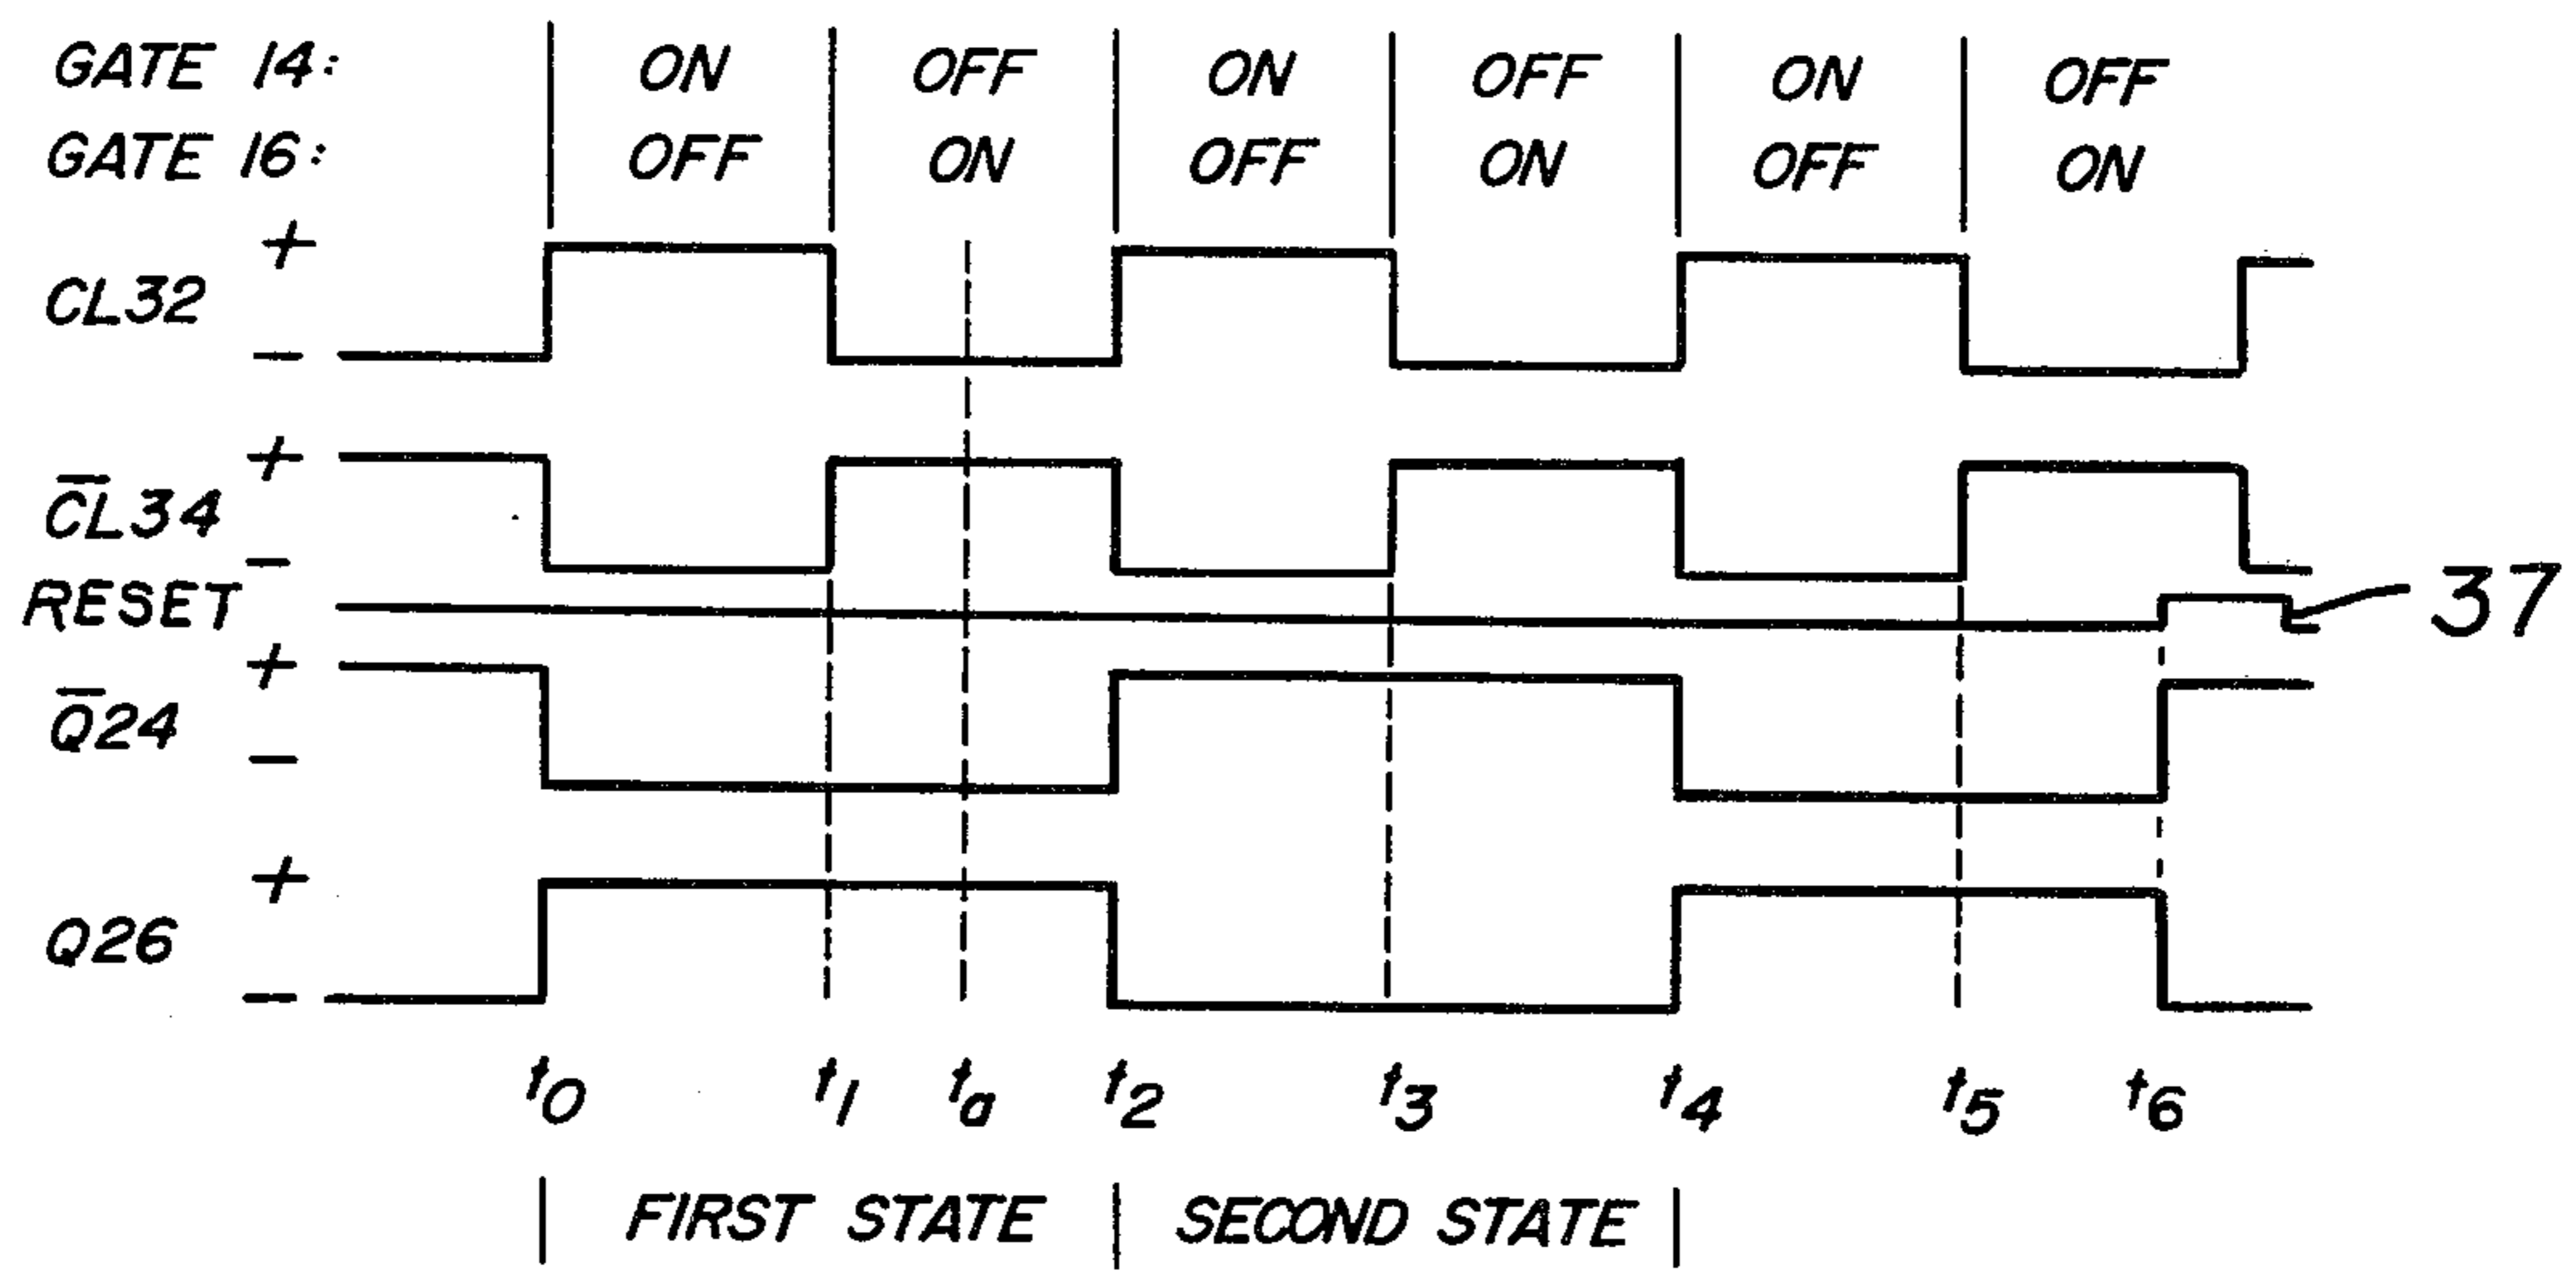 GATE 14: ON OFF ON OFF ON OFF
GATE 16: OFF ON OFF ON OFF ON
+
CL32
−
+
C̅L34
−
RESET
37
+
Q̅24
−
+
Q26
−
t0 t1 ta t2 t3 t4 t5 t6
FIRST STATE SECOND STATE